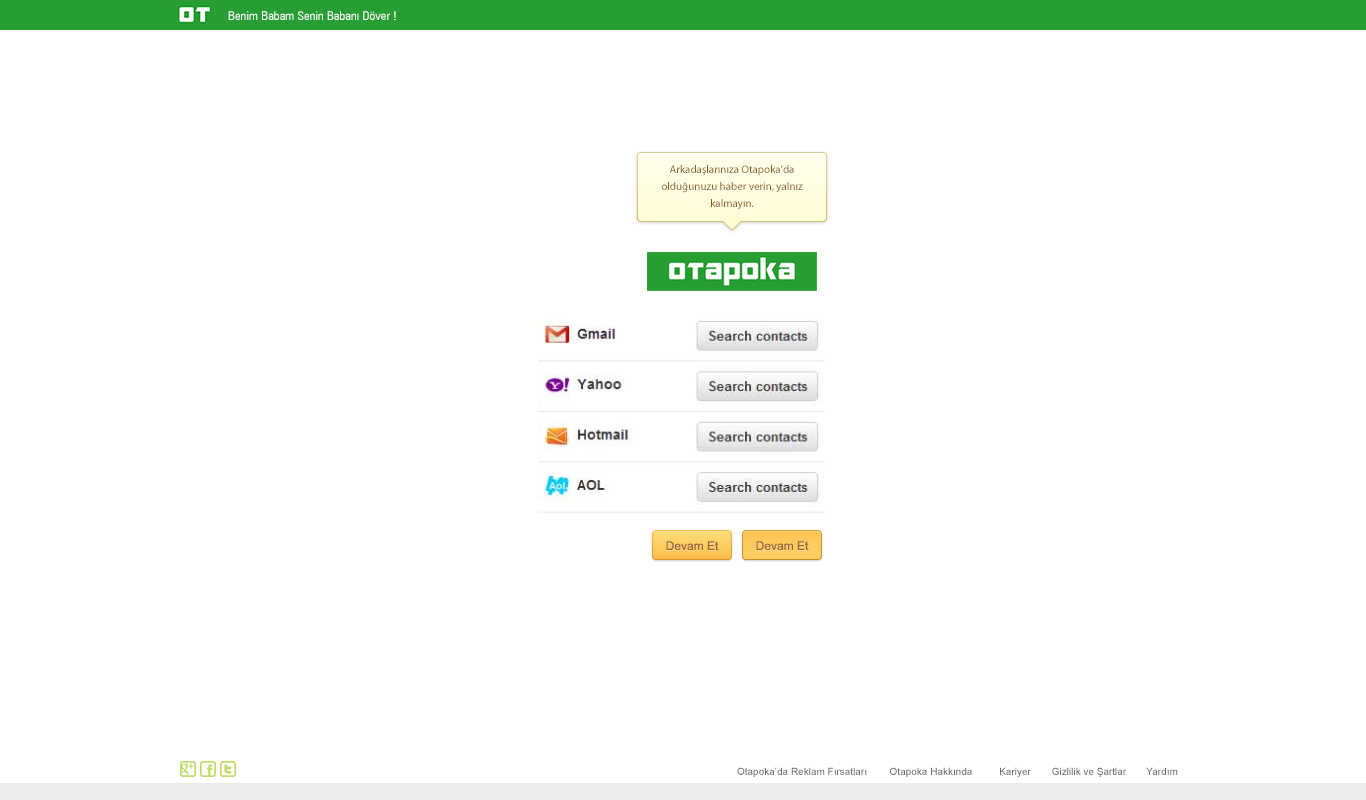 OT Benim Babam Senin Babanı Döver !
Arkadaşlarınıza Otapoka'da
olduğunuzu haber verin, yalnız
kalmayın.
otapoka
Gmail Search contacts
Yahoo Search contacts
Hotmail Search contacts
AOL Search contacts
Devam Et Devam Et
Otapoka'da Reklam Fırsatları Otapoka Hakkında Kariyer Gizlilik ve Şartlar Yardım